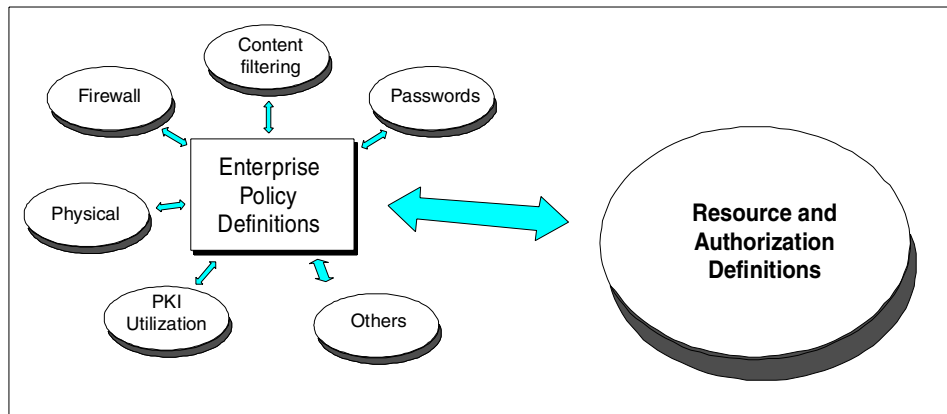 Content
filtering
Firewall
Passwords
Enterprise
Policy
Definitions
Physical
PKI
Utilization
Others
Resource and
Authorization
Definitions